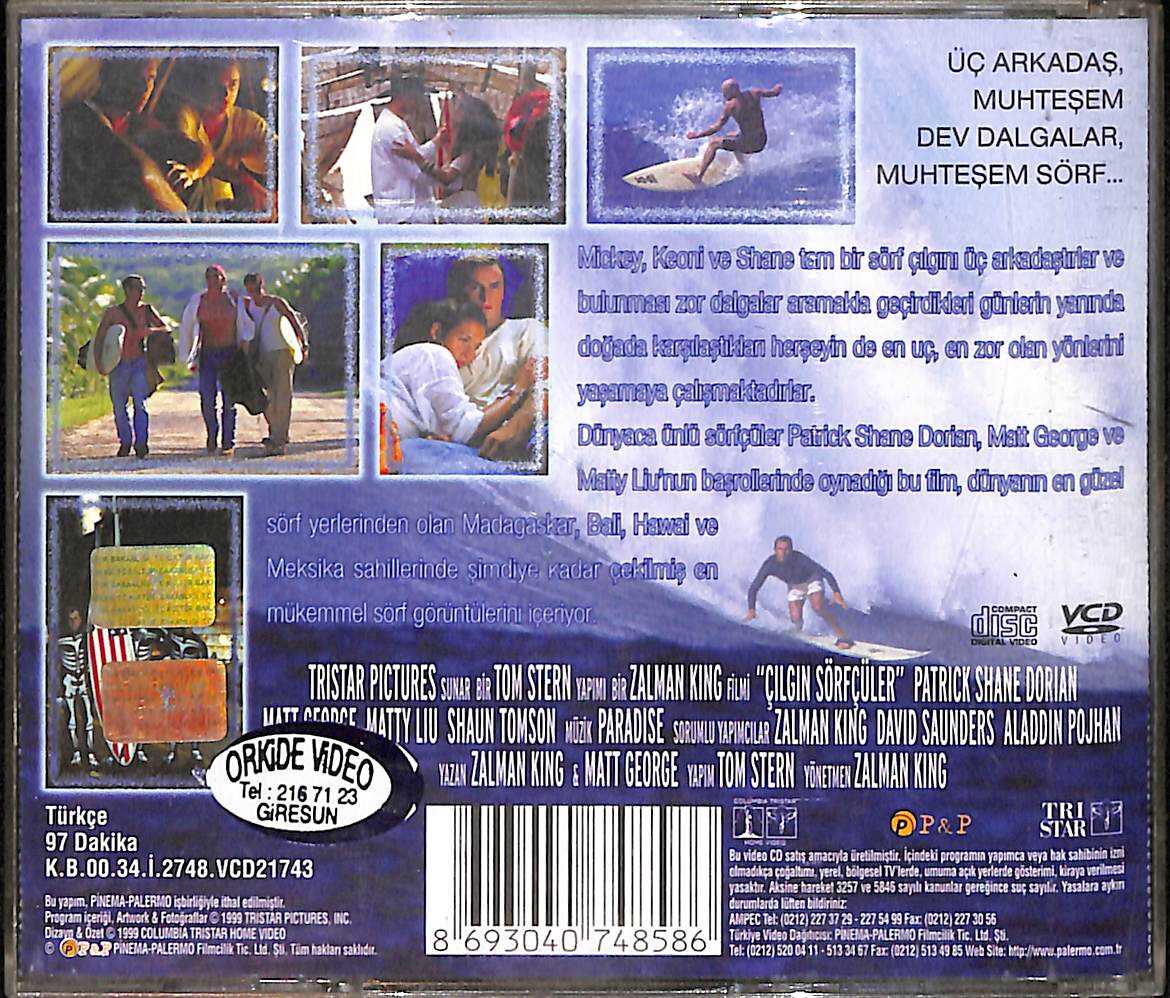 ÜÇ ARKADAŞ,
MUHTEŞEM
DEV DALGALAR,
MUHTEŞEM SÖRF...
Mickey, Keoni ve Shane tam bir sörf çılgını üç arkadaştırlar ve
bulunması zor dalgalar aramakla geçirdikleri günlerin yanında
doğada karşılaştıkları herşeyin de en uç, en zor olan yönlerini
yaşamaya çalışmaktadırlar.
Dünyaca ünlü sörfçüler Patrick Shane Dorian, Matt George ve
Matty Liu'nun başrollerinde oynadığı bu film, dünyanın en güzel
sörf yerlerinden olan Madagaskar, Bali, Hawai ve
Meksika sahillerinde şimdiye kadar çekilmiş en
mükemmel sörf görüntülerini içeriyor.
COMPACT
disc
DIGITAL VIDEO
VCD
VIDEO
TRISTAR PICTURES SUNAR BİR TOM STERN YAPIMI BİR ZALMAN KING FİLMİ "ÇILGIN SÖRFÇÜLER" PATRICK SHANE DORIAN
MATT GEORGE MATTY LIU SHAUN TOMSON MÜZİK PARADISE SORUMLU YAPIMCILAR ZALMAN KING DAVID SAUNDERS ALADDIN POJHAN
YAZAN ZALMAN KING & MATT GEORGE YAPIM TOM STERN YÖNETMEN ZALMAN KING
ORKİDE VİDEO
Tel : 216 71 23
GİRESUN
Türkçe
97 Dakika
K.B.00.34.İ.2748.VCD21743
Bu yapım, PİNEMA-PALERMO işbirliğiyle ithal edilmiştir.
Program içeriği, Artwork & Fotoğraflar © 1999 TRISTAR PICTURES, INC.
Dizayn & Özet © 1999 COLUMBIA TRISTAR HOME VIDEO
© P&P PİNEMA-PALERMO Filmcilik Tic. Ltd. Şti. Tüm hakları saklıdır.
8 693040 748586
COLUMBIA TRISTAR
HOME VIDEO
P&P
TRI
STAR
Bu video CD satış amacıyla üretilmiştir. İçindeki programın yapımca veya hak sahibinin izni
olmadıkça çoğaltımı, yerel, bölgesel TV'lerde, umuma açık yerlerde gösterimi, kiraya verilmesi
yasaktır. Aksine hareket 3257 ve 5846 sayılı kanunlar gereğince suç sayılır. Yasalara aykırı
durumlarda lütfen bildiriniz:
AMPEC Tel: (0212) 227 37 29 - 227 54 99 Fax: (0212) 227 30 56
Türkiye Video Dağıtıcısı: PİNEMA-PALERMO Filmcilik Tic. Ltd. Şti.
Tel: (0212) 520 04 11 - 513 34 67 Fax: (0212) 513 49 85 Web Site: http://www.palermo.com.tr